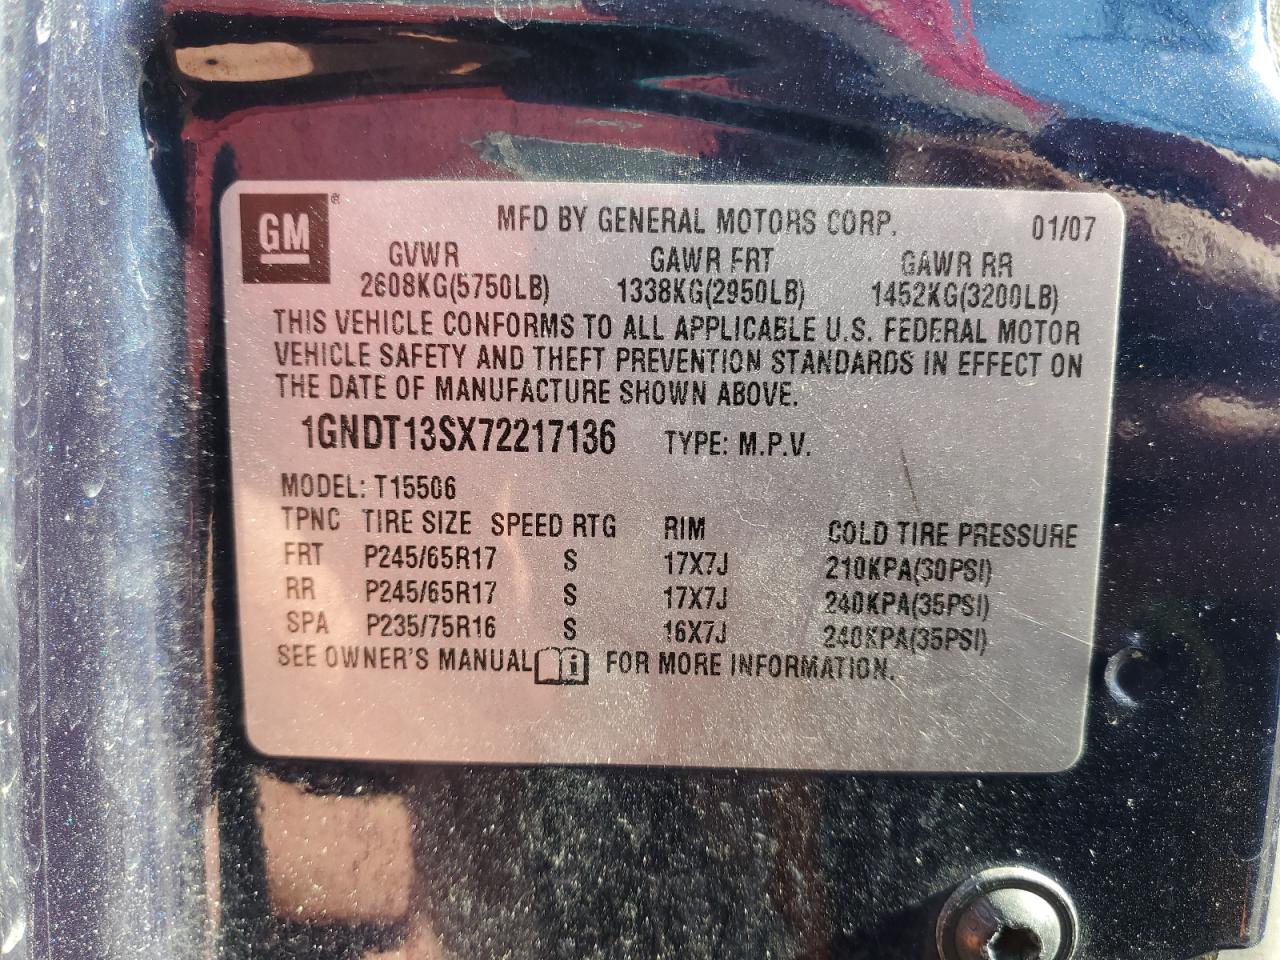 GM ® MFD BY GENERAL MOTORS CORP. 01/07
GVWR GAWR FRT GAWR RR
2608KG(5750LB) 1338KG(2950LB) 1452KG(3200LB)
THIS VEHICLE CONFORMS TO ALL APPLICABLE U.S. FEDERAL MOTOR
VEHICLE SAFETY AND THEFT PREVENTION STANDARDS IN EFFECT ON
THE DATE OF MANUFACTURE SHOWN ABOVE.
1GNDT13SX72217136 TYPE: M.P.V.
MODEL: T15506
TPNC TIRE SIZE SPEED RTG RIM COLD TIRE PRESSURE
FRT P245/65R17 S 17X7J 210KPA(30PSI)
RR P245/65R17 S 17X7J 240KPA(35PSI)
SPA P235/75R16 S 16X7J 240KPA(35PSI)
SEE OWNER'S MANUAL i FOR MORE INFORMATION.